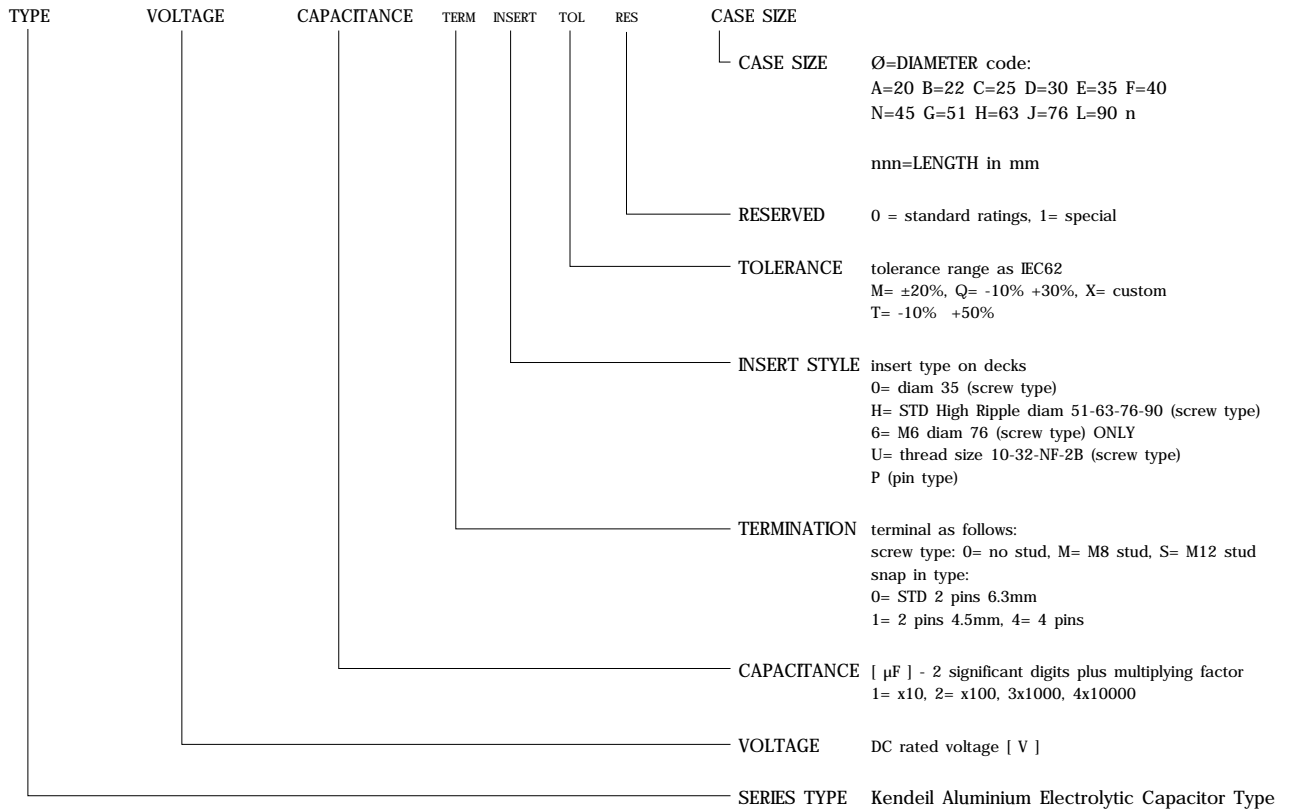 TYPE VOLTAGE CAPACITANCE TERM INSERT TOL RES CASE SIZE
CASE SIZE Ø=DIAMETER code:
A=20 B=22 C=25 D=30 E=35 F=40
N=45 G=51 H=63 J=76 L=90 n
nnn=LENGTH in mm
RESERVED 0 = standard ratings, 1= special
TOLERANCE tolerance range as IEC62
M= ±20%, Q= -10% +30%, X= custom
T= -10% +50%
INSERT STYLE insert type on decks
0= diam 35 (screw type)
H= STD High Ripple diam 51-63-76-90 (screw type)
6= M6 diam 76 (screw type) ONLY
U= thread size 10-32-NF-2B (screw type)
P (pin type)
TERMINATION terminal as follows:
screw type: 0= no stud, M= M8 stud, S= M12 stud
snap in type:
0= STD 2 pins 6.3mm
1= 2 pins 4.5mm, 4= 4 pins
CAPACITANCE [ µF ] - 2 significant digits plus multiplying factor
1= x10, 2= x100, 3x1000, 4x10000
VOLTAGE DC rated voltage [ V ]
SERIES TYPE Kendeil Aluminium Electrolytic Capacitor Type